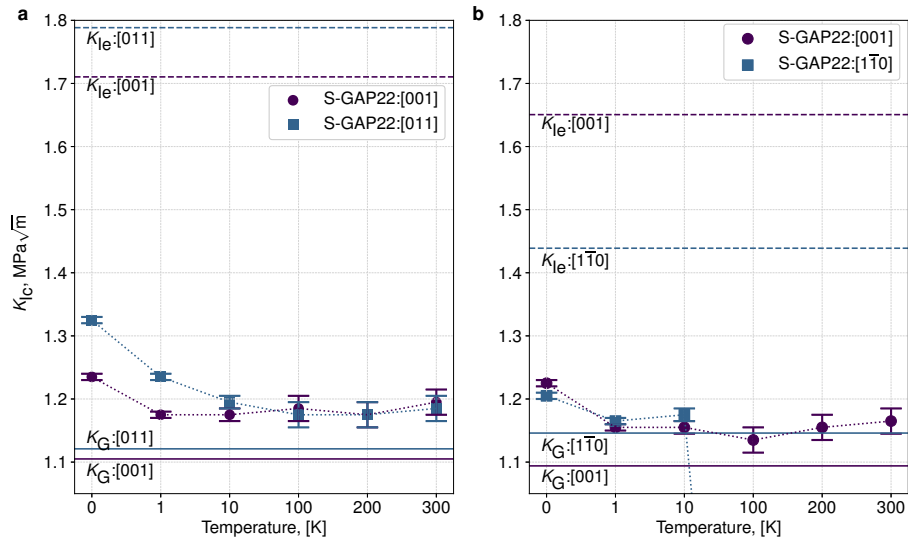 a
b
K_Ic, MPa√m
1.8
1.7
1.6
1.5
1.4
1.3
1.2
1.1
K_Ie:[011]
K_Ie:[001]
S-GAP22:[001]
S-GAP22:[011]
K_G:[011]
K_G:[001]
0
1
10
100
200
300
Temperature, [K]
1.8
1.7
1.6
1.5
1.4
1.3
1.2
1.1
S-GAP22:[001]
S-GAP22:[11̅0]
K_Ie:[001]
K_Ie:[11̅0]
K_G:[11̅0]
K_G:[001]
0
1
10
100
200
300
Temperature, [K]